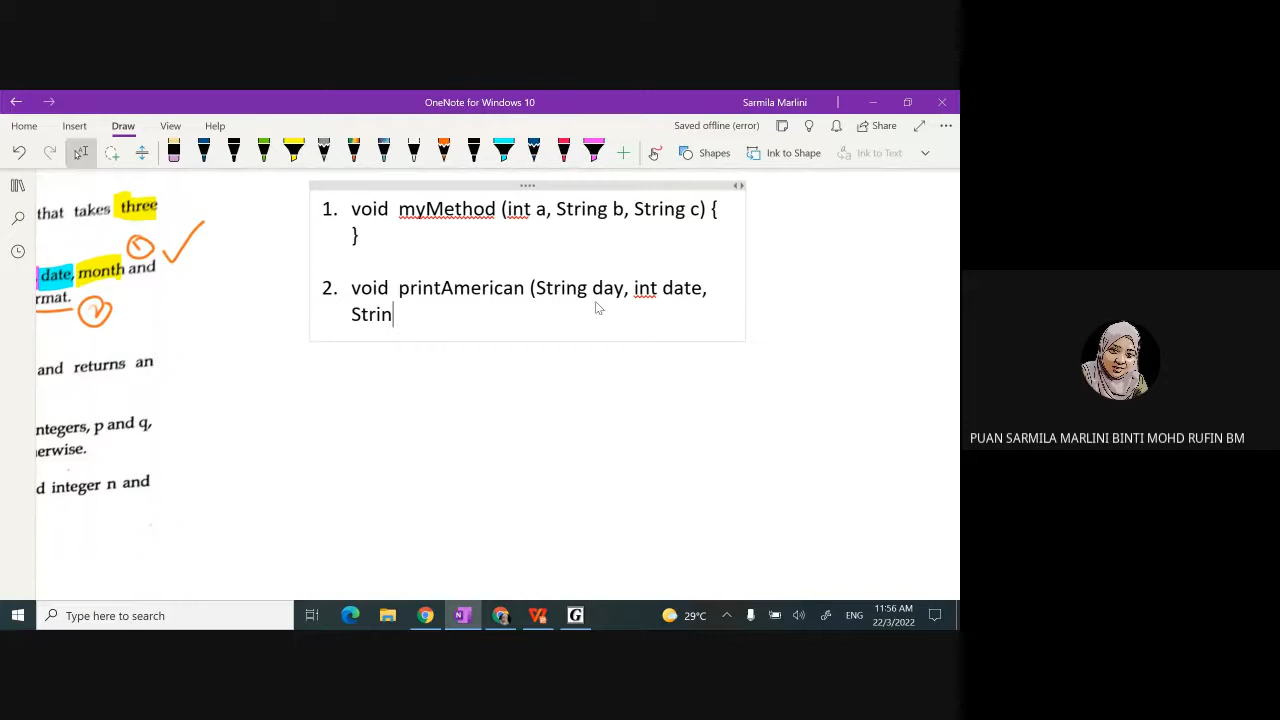 OneNote for Windows 10
Sarmila Marlini
Home Insert Draw View Help
Saved offline (error)
Share
Shapes
Ink to Shape
Ink to Text
that takes three
date, month and
rmat.
and returns an
ntegers, p and q,
erwise.
d integer n and
1. void myMethod (int a, String b, String c) {
}
2. void printAmerican (String day, int date,
Strin
PUAN SARMILA MARLINI BINTI MOHD RUFIN BM
Type here to search
29°C
ENG
11:56 AM
22/3/2022